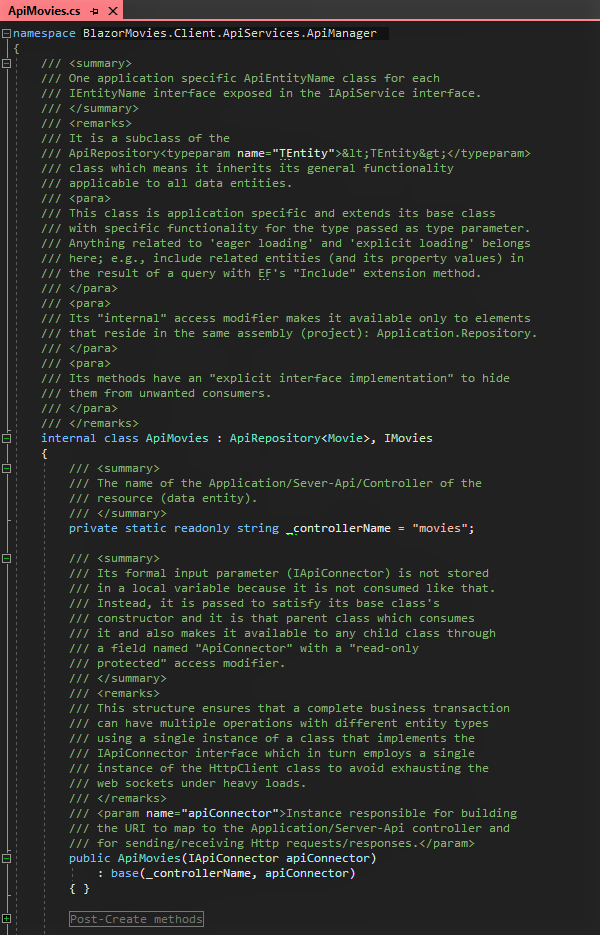 ApiMovies.cs
namespace BlazorMovies.Client.ApiServices.ApiManager
{
/// <summary>
/// One application specific ApiEntityName class for each
/// IEntityName interface exposed in the IApiService interface.
/// </summary>
/// <remarks>
/// It is a subclass of the
/// ApiRepository<typeparam name="TEntity">&lt;TEntity&gt;</typeparam>
/// class which means it inherits its general functionality
/// applicable to all data entities.
/// <para>
/// This class is application specific and extends its base class
/// with specific functionality for the type passed as type parameter.
/// Anything related to 'eager loading' and 'explicit loading' belongs
/// here; e.g., include related entities (and its property values) in
/// the result of a query with EF's "Include" extension method.
/// </para>
/// <para>
/// Its "internal" access modifier makes it available only to elements
/// that reside in the same assembly (project): Application.Repository.
/// </para>
/// <para>
/// Its methods have an "explicit interface implementation" to hide
/// them from unwanted consumers.
/// </para>
/// </remarks>
internal class ApiMovies : ApiRepository<Movie>, IMovies
{
/// <summary>
/// The name of the Application/Sever-Api/Controller of the
/// resource (data entity).
/// </summary>
private static readonly string _controllerName = "movies";
/// <summary>
/// Its formal input parameter (IApiConnector) is not stored
/// in a local variable because it is not consumed like that.
/// Instead, it is passed to satisfy its base class's
/// constructor and it is that parent class which consumes
/// it and also makes it available to any child class through
/// a field named "ApiConnector" with a "read-only
/// protected" access modifier.
/// </summary>
/// <remarks>
/// This structure ensures that a complete business transaction
/// can have multiple operations with different entity types
/// using a single instance of a class that implements the
/// IApiConnector interface which in turn employs a single
/// instance of the HttpClient class to avoid exhausting the
/// web sockets under heavy loads.
/// </remarks>
/// <param name="apiConnector">Instance responsible for building
/// the URI to map to the Application/Server-Api controller and
/// for sending/receiving Http requests/responses.</param>
public ApiMovies(IApiConnector apiConnector)
: base(_controllerName, apiConnector)
{ }
Post-Create methods